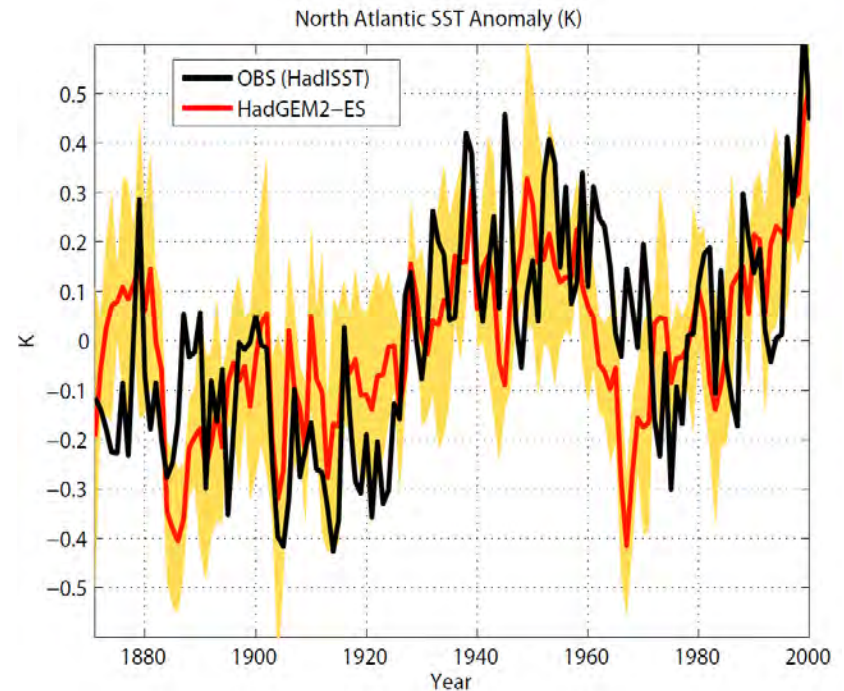 North Atlantic SST Anomaly (K)
OBS (HadISST)
HadGEM2−ES
0.5
0.4
0.3
0.2
0.1
0
−0.1
−0.2
−0.3
−0.4
−0.5
K
1880 1900 1920 1940 1960 1980 2000
Year